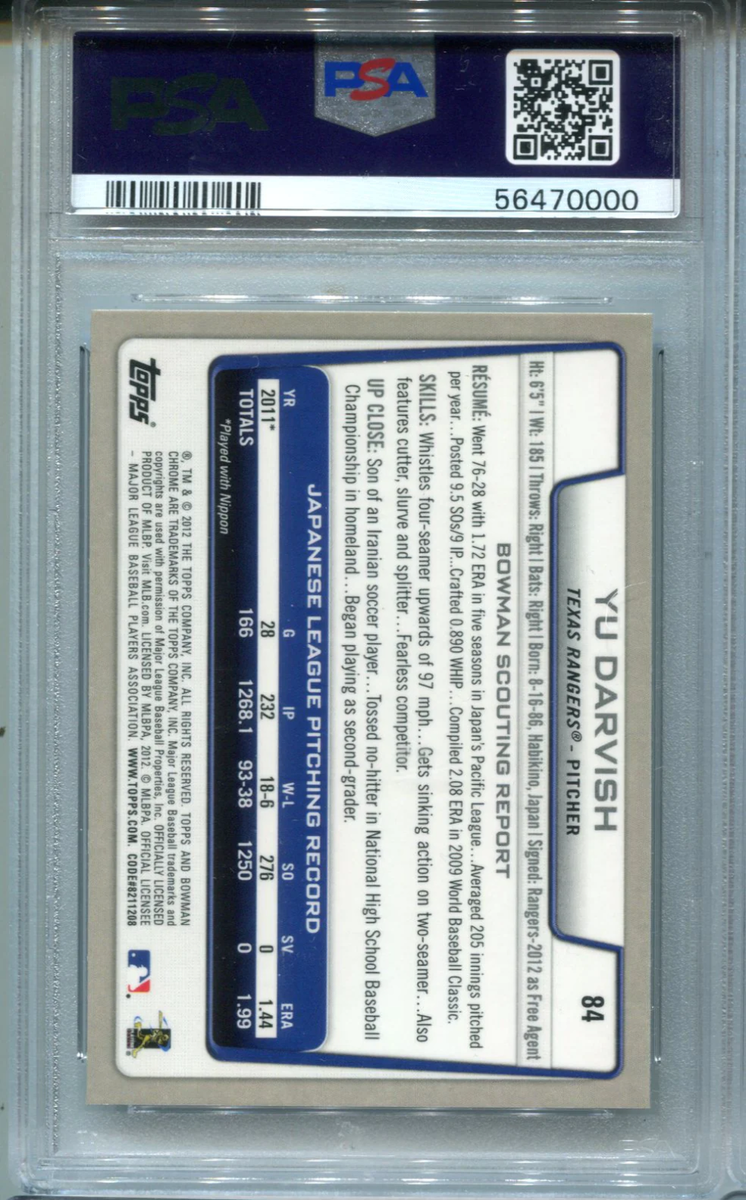 PSA
PSA
56470000
84
YU DARVISH
TEXAS RANGERS® - PITCHER
Ht: 6'5" | Wt: 185 | Throws: Right | Bats: Right | Born: 8-16-86, Habikino, Japan | Signed: Rangers-2012 as Free Agent
BOWMAN SCOUTING REPORT
RÉSUMÉ: Went 76-28 with 1.72 ERA in five seasons in Japan's Pacific League...Averaged 205 innings pitched
per year...Posted 9.5 SOs/9 IP...Crafted 0.890 WHIP...Compiled 2.08 ERA in 2009 World Baseball Classic.
SKILLS: Whistles four-seamer upwards of 97 mph...Gets sinking action on two-seamer...Also
features cutter, slurve and splitter...Fearless competitor.
UP CLOSE: Son of an Iranian soccer player...Tossed no-hitter in National High School Baseball
Championship in homeland...Began playing as second-grader.
JAPANESE LEAGUE PITCHING RECORD
YR G IP W-L SO SV ERA
2011* 28 232 18-6 276 0 1.44
TOTALS 166 1268.1 93-38 1250 0 1.99
*Played with Nippon
topps®
®, TM & © 2012 THE TOPPS COMPANY, INC. ALL RIGHTS RESERVED. TOPPS AND BOWMAN
CHROME ARE TRADEMARKS OF THE TOPPS COMPANY, INC. Major League Baseball trademarks and
copyrights are used with permission of Major League Baseball Properties, Inc. OFFICIALLY LICENSED
PRODUCT OF MLBP. Visit MLB.com. LICENSED BY MLBPA, 2012. © MLBPA. OFFICIAL LICENSEE
– MAJOR LEAGUE BASEBALL PLAYERS ASSOCIATION. WWW.TOPPS.COM. CODE#8211208